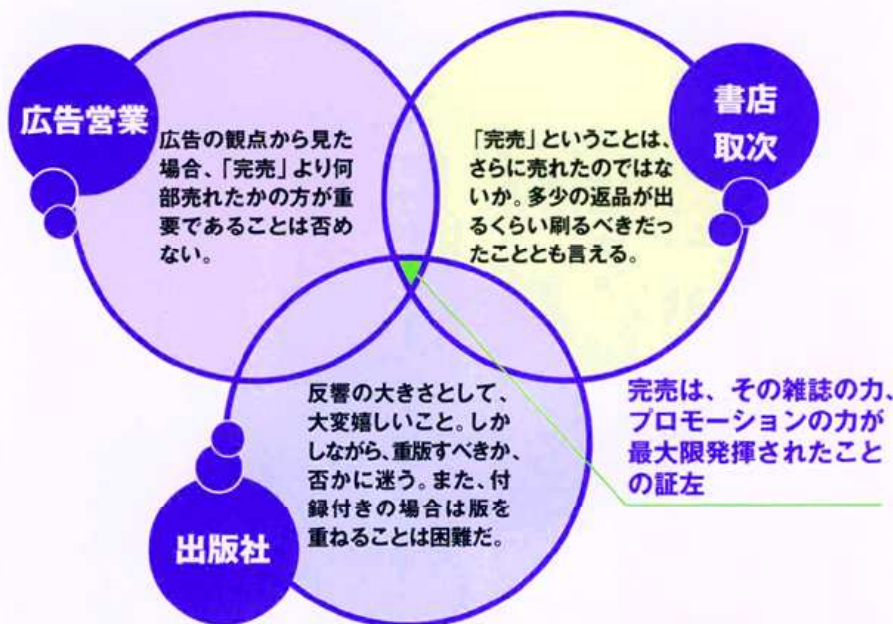 広告営業
広告の観点から見た
場合、「完売」より何
部売れたかの方が重
要であることは否め
ない。
書店
取次
「完売」ということは、
さらに売れたのではな
いか。多少の返品が出
るくらい刷るべきだっ
たこととも言える。
反響の大きさとして、
大変嬉しいこと。しか
しながら、重版すべきか、
否かに迷う。また、付
録付きの場合は版を
重ねることは困難だ。
出版社
完売は、その雑誌の力、
プロモーションの力が
最大限発揮されたこと
の証左